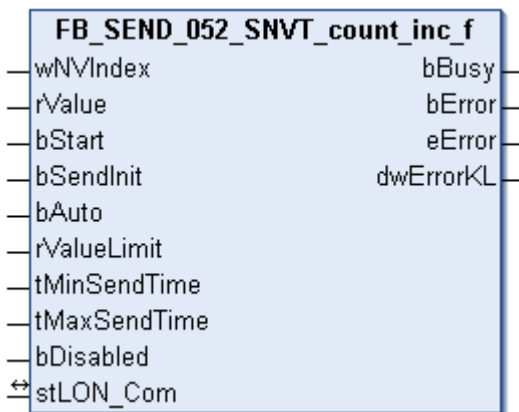 FB_SEND_052_SNVT_count_inc_f
wNVIndex bBusy
rValue bError
bStart eError
bSendInit dwErrorKL
bAuto
rValueLimit
tMinSendTime
tMaxSendTime
bDisabled
stLON_Com